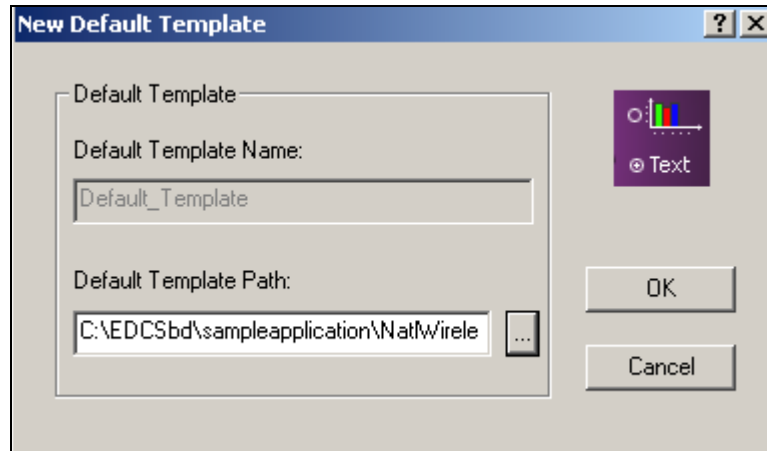 New Default Template
Default Template
Default Template Name:
Default_Template
Default Template Path:
C:\EDCSbd\sampleapplication\NatlWirele
...
Text
OK
Cancel